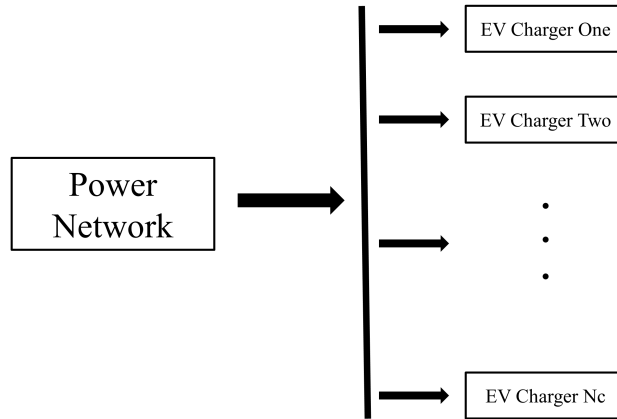 EV Charger One
EV Charger Two
Power
Network
EV Charger Nc